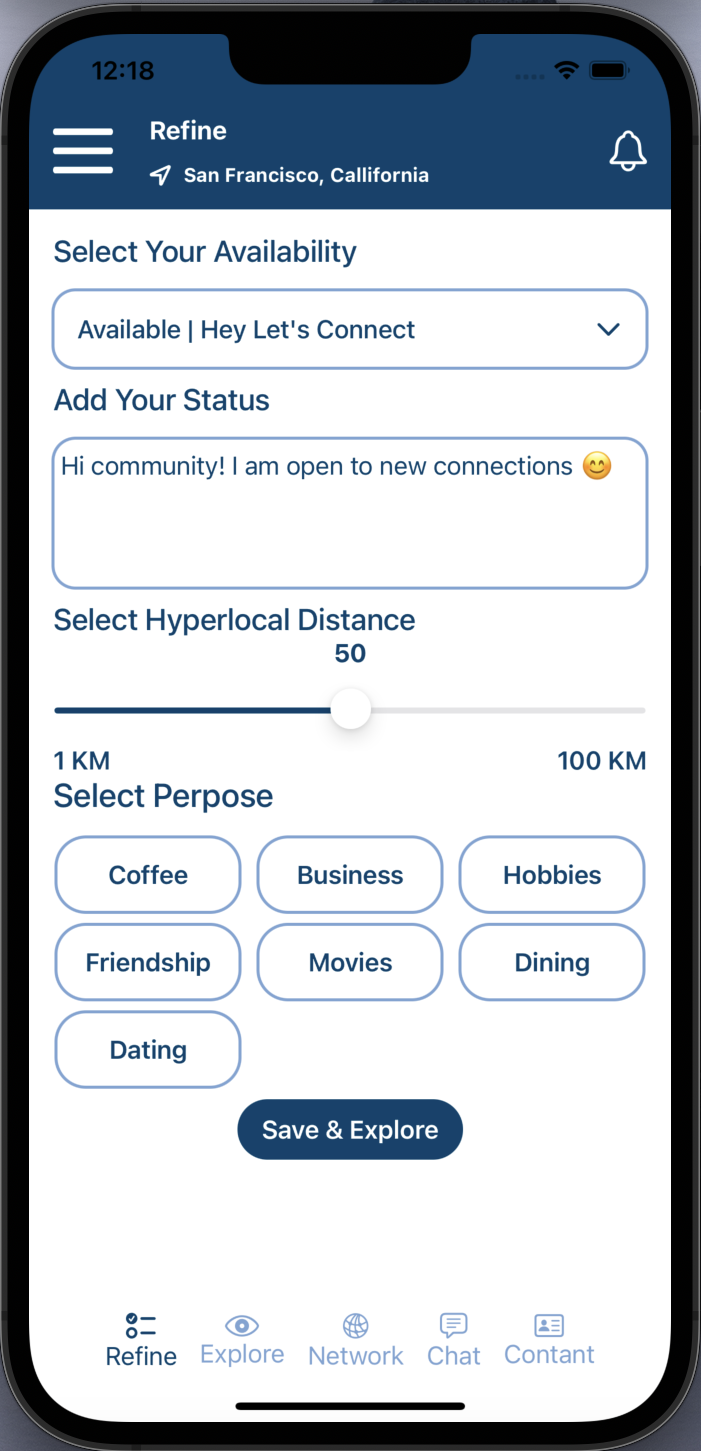 12:18
Refine
San Francisco, Callifornia
Select Your Availability
Available | Hey Let's Connect
Add Your Status
Hi community! I am open to new connections 😊
Select Hyperlocal Distance
50
1 KM 100 KM
Select Perpose
Coffee Business Hobbies
Friendship Movies Dining
Dating
Save & Explore
Refine Explore Network Chat Contant